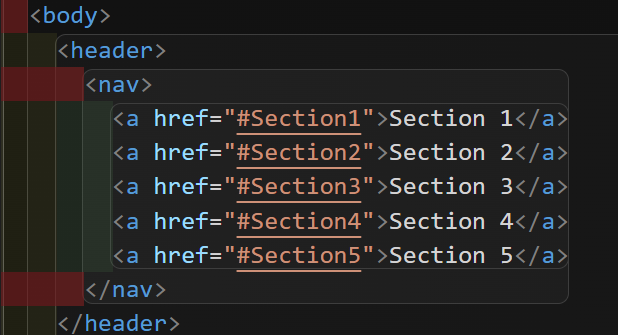 <body>
<header>
<nav>
<a href="#Section1">Section 1</a>
<a href="#Section2">Section 2</a>
<a href="#Section3">Section 3</a>
<a href="#Section4">Section 4</a>
<a href="#Section5">Section 5</a>
</nav>
</header>